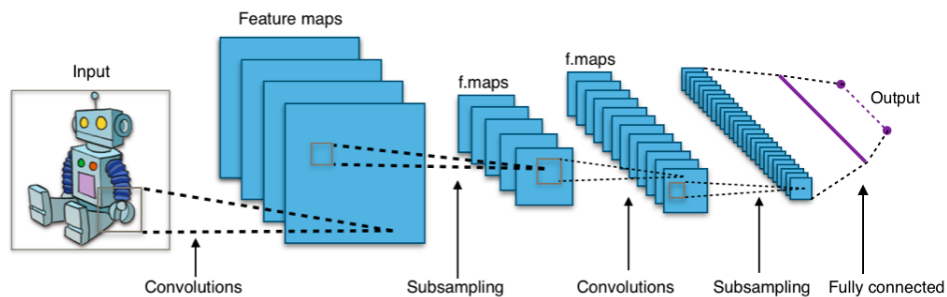 Feature maps
Input
f.maps
f.maps
Output
Convolutions
Subsampling
Convolutions
Subsampling
Fully connected